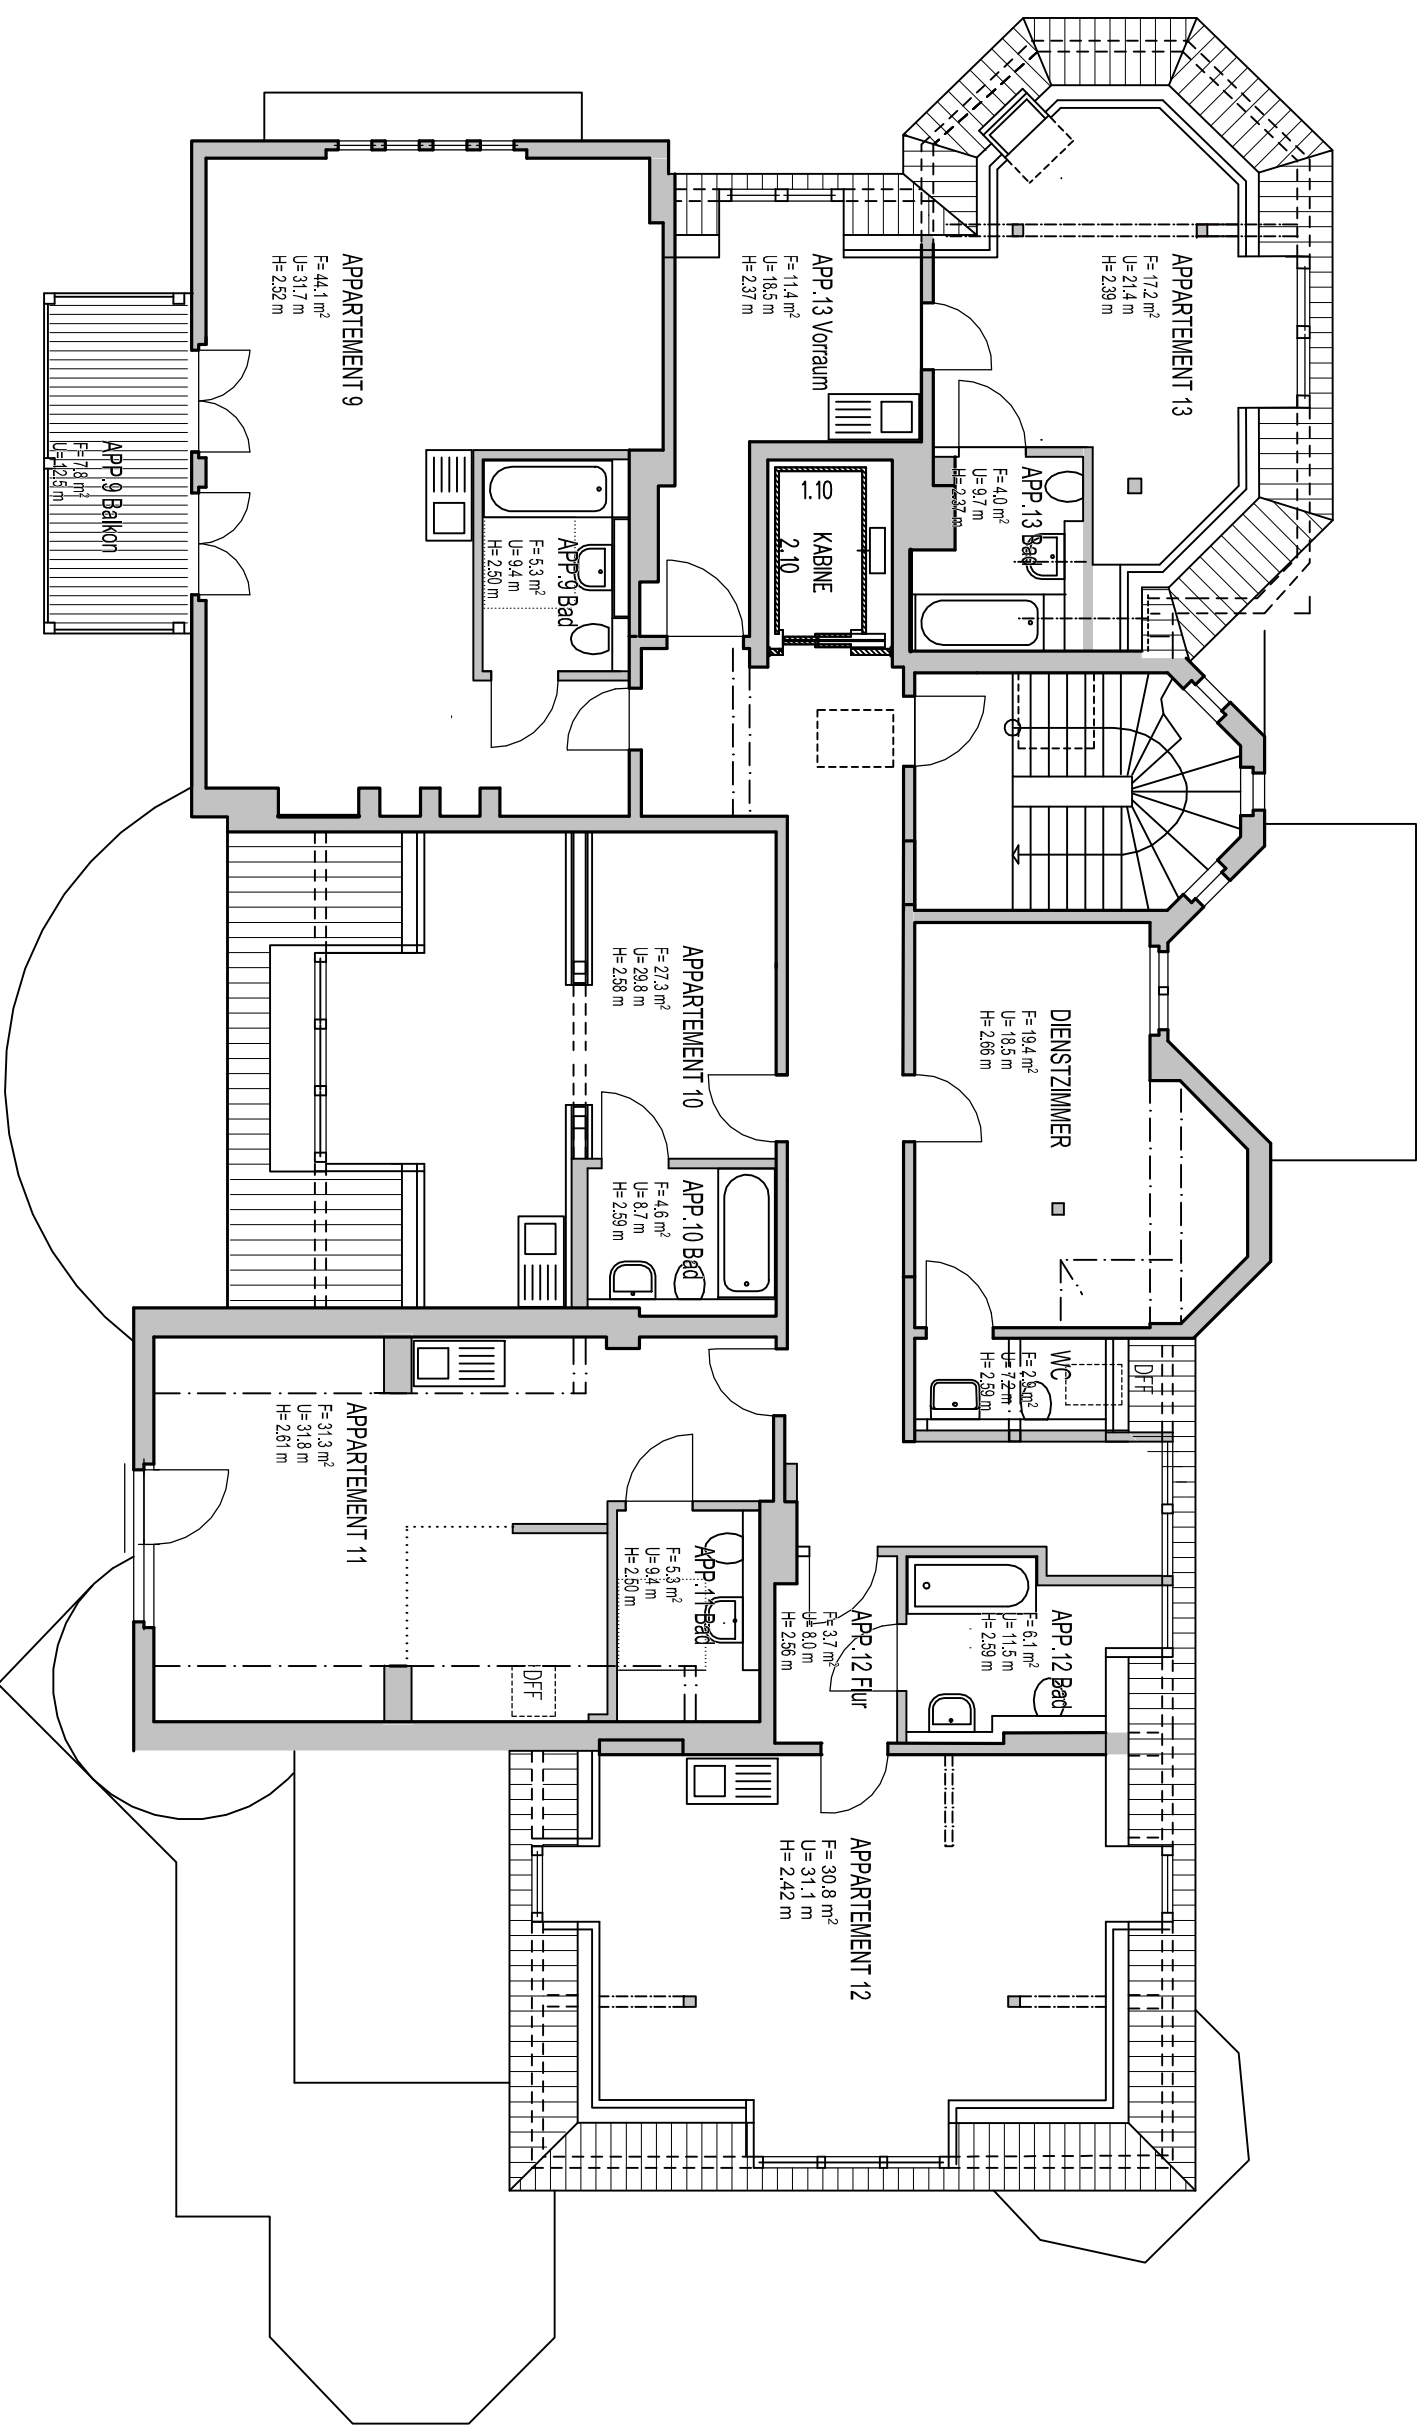 APPARTEMENT 13
F= 17.2 m²
U= 21.4 m
H= 2.39 m
APP.13 Vorraum
F= 11.4 m²
U= 18.5 m
H= 2.37 m
APPARTEMENT 9
F= 44.1 m²
U= 31.7 m
H= 2.52 m
APP.9 Balkon
F= 7.8 m²
U= 12.5 m
APP.13 Bad
F= 4.0 m²
U= 9.7 m
H= 2.37 m
1.10
KABINE
2.10
APP.9 Bad
F= 5.3 m²
U= 9.4 m
H= 2.50 m
DIENSTZIMMER
F= 19.4 m²
U= 18.5 m
H= 2.66 m
APPARTEMENT 10
F= 27.3 m²
U= 29.8 m
H= 2.58 m
APP.10 Bad
F= 4.6 m²
U= 8.7 m
H= 2.59 m
DFF
WC
F= 2.9 m²
U= 7.2 m
H= 2.59 m
APPARTEMENT 11
F= 31.3 m²
U= 31.8 m
H= 2.61 m
APP.11 Bad
F= 5.3 m²
U= 9.4 m
H= 2.50 m
DFF
APP.12 Bad
F= 6.1 m²
U= 11.5 m
H= 2.59 m
APP.12 Flur
F= 3.7 m²
U= 8.0 m
H= 2.56 m
APPARTEMENT 12
F= 30.8 m²
U= 31.1 m
H= 2.42 m